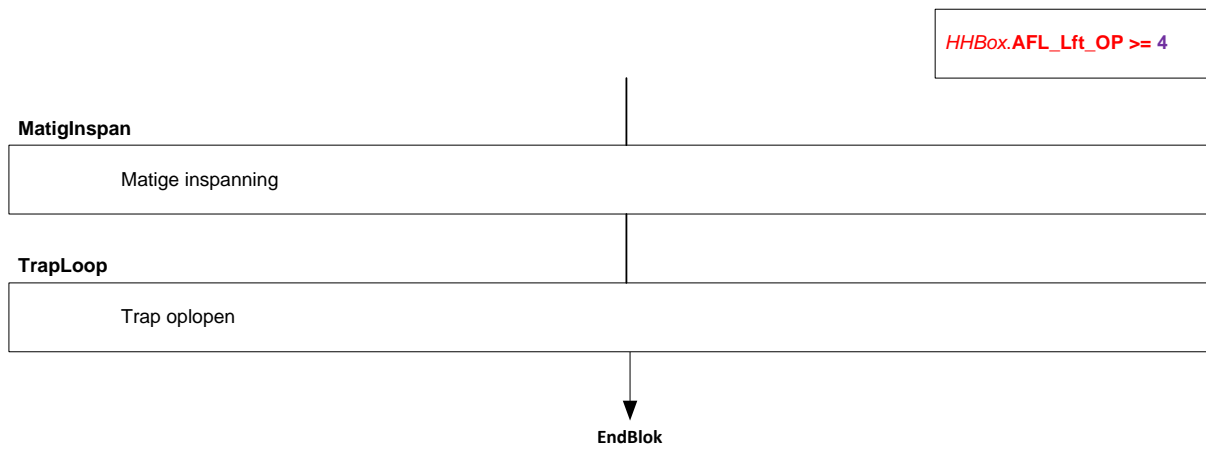 HHBox.AFL_Lft_OP >= 4
MatigInspan
Matige inspanning
TrapLoop
Trap oplopen
EndBlok